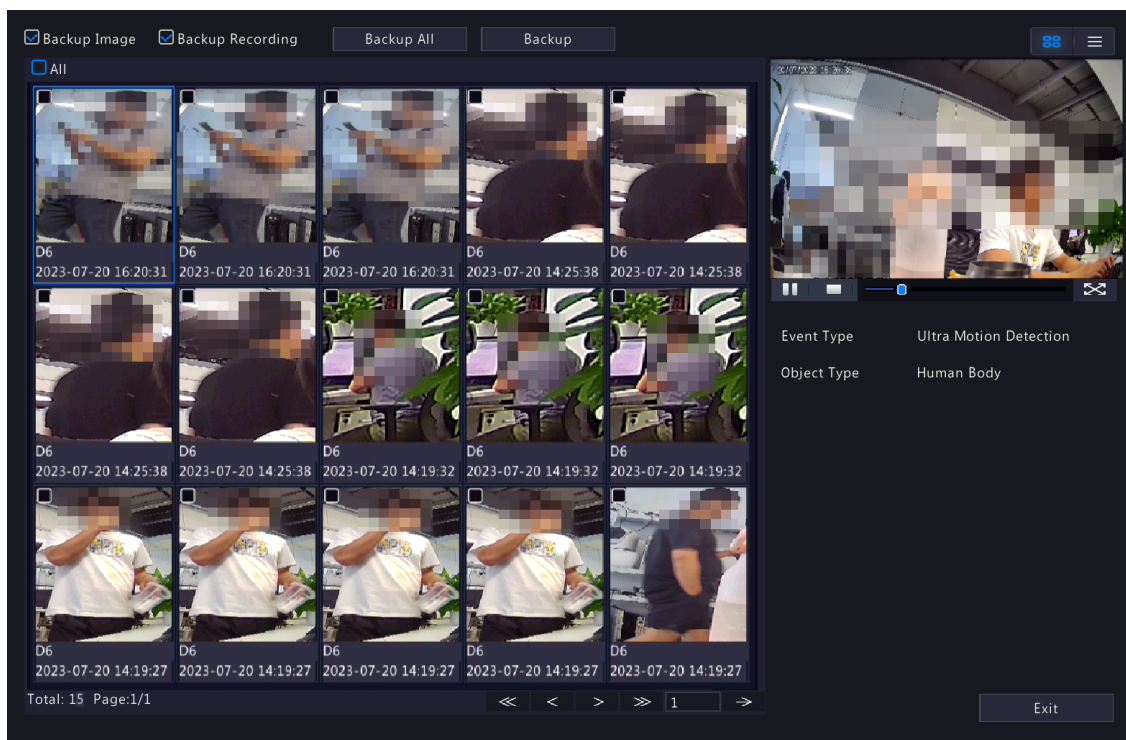 Backup Image Backup Recording Backup All Backup
All
20/07/2023 16:20:36
D6 D6 D6 D6 D6
2023-07-20 16:20:31 2023-07-20 16:20:31 2023-07-20 16:20:31 2023-07-20 14:25:38 2023-07-20 14:25:38
Event Type Ultra Motion Detection
Object Type Human Body
D6 D6 D6 D6 D6
2023-07-20 14:25:38 2023-07-20 14:25:38 2023-07-20 14:19:32 2023-07-20 14:19:32 2023-07-20 14:19:32
D6 D6 D6 D6 D6
2023-07-20 14:19:27 2023-07-20 14:19:27 2023-07-20 14:19:27 2023-07-20 14:19:27 2023-07-20 14:19:27
Total: 15 Page:1/1 1
Exit